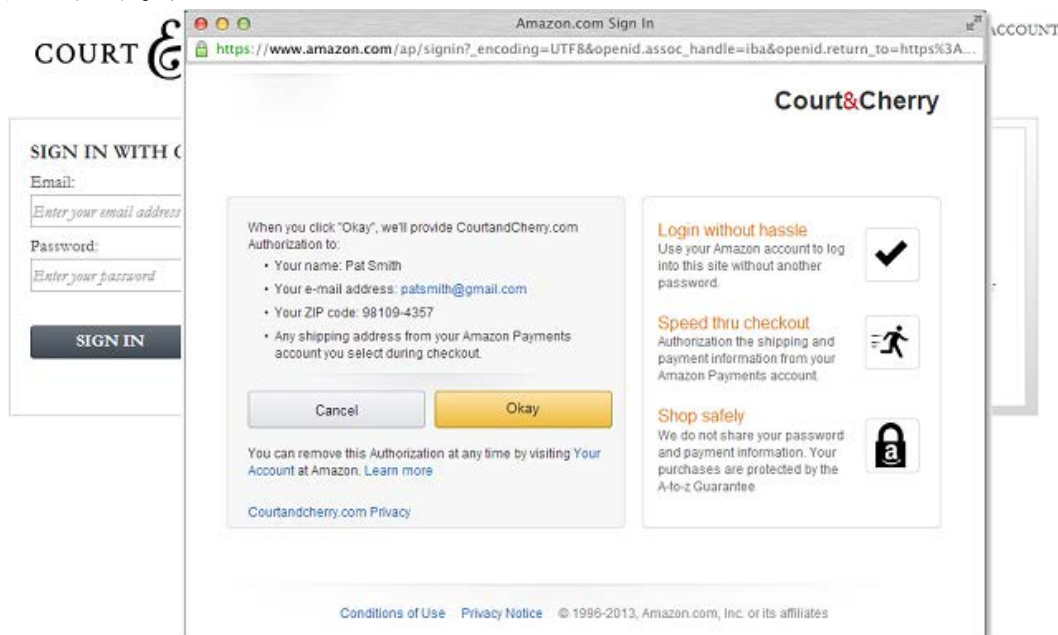 Amazon.com Sign In
https://www.amazon.com/ap/signin?_encoding=UTF8&openid.assoc_handle=iba&openid.return_to=https%3A...
COURT &
ACCOUNT
Court&Cherry
SIGN IN WITH
Email:
Enter your email address
Password:
Enter your password
SIGN IN
When you click "Okay", we'll provide CourtandCherry.com
Authorization to:
• Your name: Pat Smith
• Your e-mail address: patsmith@gmail.com
• Your ZIP code: 98109-4357
• Any shipping address from your Amazon Payments
account you select during checkout.
Cancel
Okay
You can remove this Authorization at any time by visiting Your
Account at Amazon. Learn more
Courtandcherry.com Privacy
Login without hassle
Use your Amazon account to log
into this site without another
password
Speed thru checkout
Authorization the shipping and
payment information from your
Amazon Payments account
Shop safely
We do not share your password
and payment information. Your
purchases are protected by the
A-to-z Guarantee
a
Conditions of Use Privacy Notice © 1996-2013, Amazon.com, Inc. or its affiliates